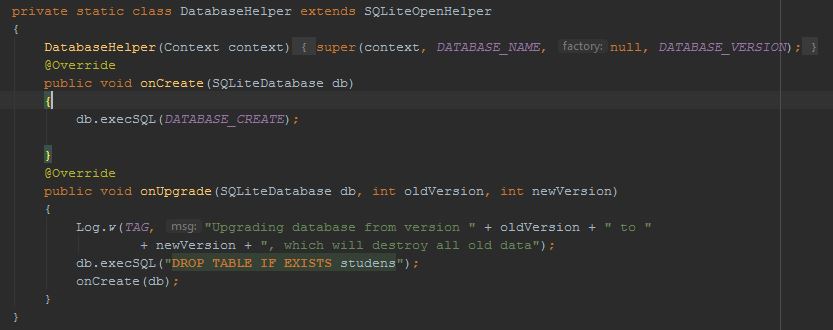 private static class DatabaseHelper extends SQLiteOpenHelper
{
DatabaseHelper(Context context) { super(context, DATABASE_NAME, factory: null, DATABASE_VERSION); }
@Override
public void onCreate(SQLiteDatabase db)
{
db.execSQL(DATABASE_CREATE);
}
@Override
public void onUpgrade(SQLiteDatabase db, int oldVersion, int newVersion)
{
Log.w(TAG, msg: "Upgrading database from version " + oldVersion + " to "
+ newVersion + ", which will destroy all old data");
db.execSQL("DROP TABLE IF EXISTS studens");
onCreate(db);
}
}